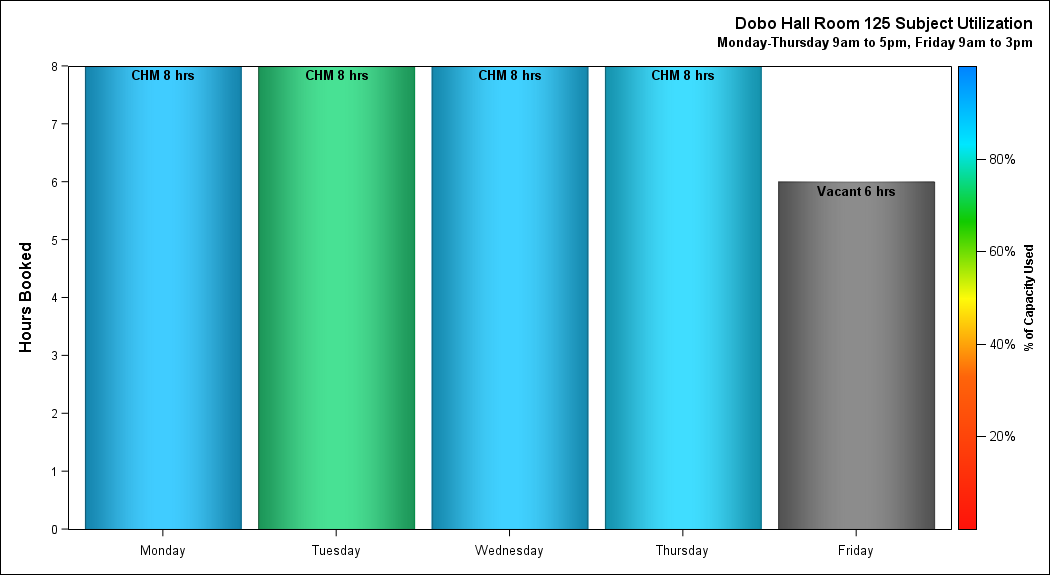 Dobo Hall Room 125 Subject Utilization
Monday-Thursday 9am to 5pm, Friday 9am to 3pm
Hours Booked
8
7
6
5
4
3
2
1
0
CHM 8 hrs
CHM 8 hrs
CHM 8 hrs
CHM 8 hrs
Vacant 6 hrs
Monday
Tuesday
Wednesday
Thursday
Friday
80%
60%
40%
20%
% of Capacity Used